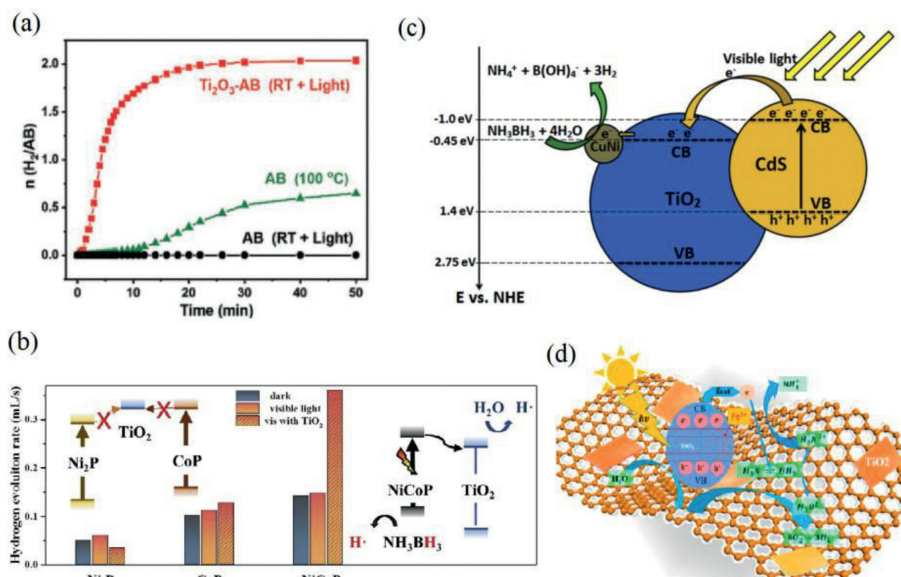 (a)
n (H₂/AB)
2.0
1.5
1.0
0.5
0.0
Ti₂O₃-AB (RT + Light)
AB (100 °C)
AB (RT + Light)
0 10 20 30 40 50
Time (min)
(b)
Hydrogen evoluiton rate (mL/s)
0.3
0.2
0.1
0.0
dark
visible light
vis with TiO₂
TiO₂
Ni₂P
CoP
NiCoP
TiO₂
H₂O H·
H· NH₃BH₃
(c)
Visible light
NH₄⁺ + B(OH)₄⁻ + 3H₂
e⁻
-1.0 eV
e⁻ e⁻ e⁻ e⁻
CB
NH₃BH₃ + 4H₂O
-0.45 eV
e⁻
CuNi
e⁻ e⁻
CB
CdS
TiO₂
1.4 eV
VB
h⁺ h⁺ h⁺ h⁺
2.75 eV
VB
E vs. NHE
(d)
hν
CB
e⁻ e⁻ e⁻
TiO₂
h⁺ h⁺ h⁺
VB
H₂O
TiO2